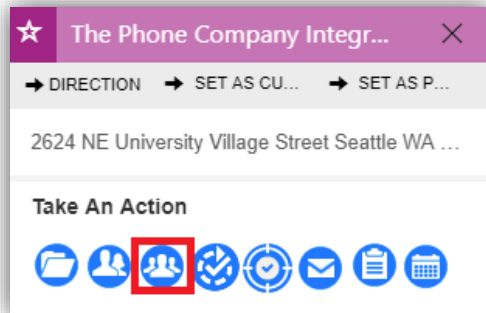 The Phone Company Integr...
DIRECTION SET AS CU... SET AS P...
2624 NE University Village Street Seattle WA ...
Take An Action